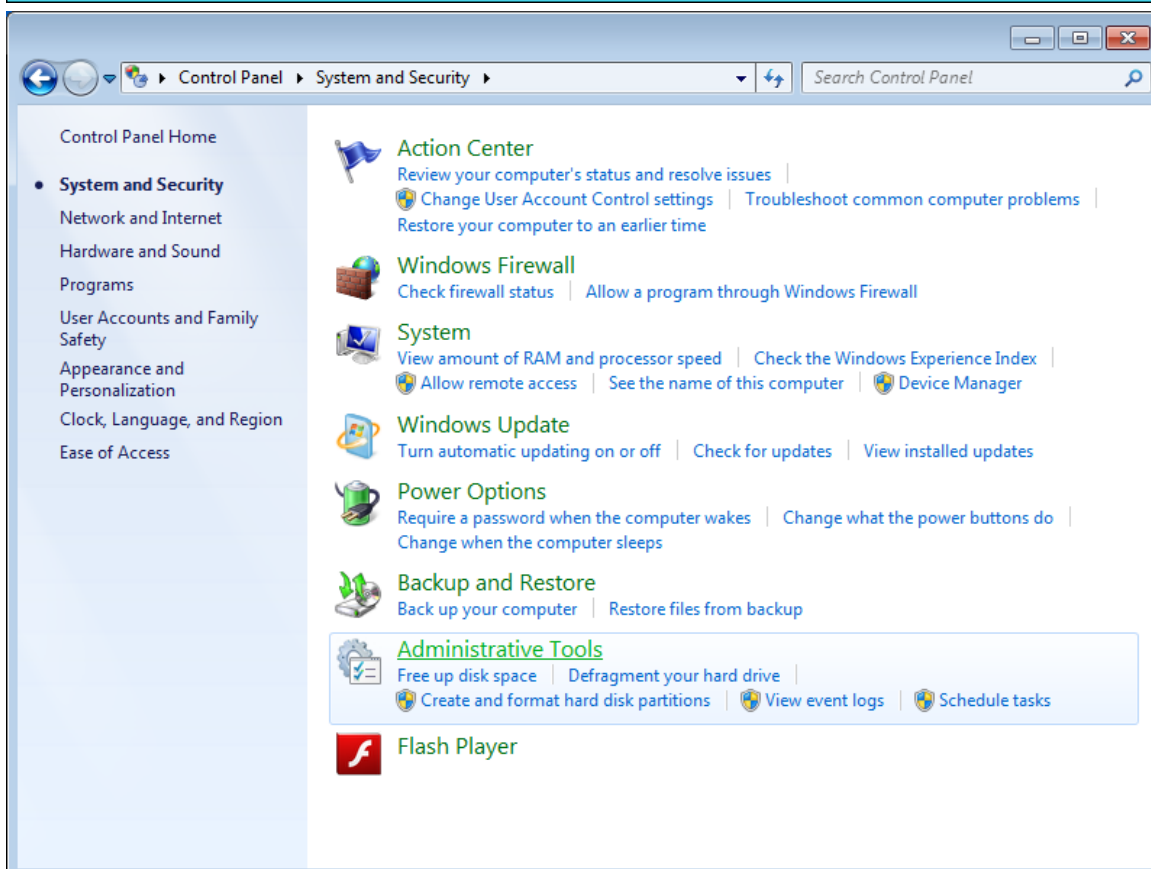 Control Panel System and Security
Search Control Panel
Control Panel Home
System and Security
Network and Internet
Hardware and Sound
Programs
User Accounts and Family
Safety
Appearance and
Personalization
Clock, Language, and Region
Ease of Access
Action Center
Review your computer's status and resolve issues
Change User Account Control settings Troubleshoot common computer problems
Restore your computer to an earlier time
Windows Firewall
Check firewall status Allow a program through Windows Firewall
System
View amount of RAM and processor speed Check the Windows Experience Index
Allow remote access See the name of this computer Device Manager
Windows Update
Turn automatic updating on or off Check for updates View installed updates
Power Options
Require a password when the computer wakes Change what the power buttons do
Change when the computer sleeps
Backup and Restore
Back up your computer Restore files from backup
Administrative Tools
Free up disk space Defragment your hard drive
Create and format hard disk partitions View event logs Schedule tasks
Flash Player